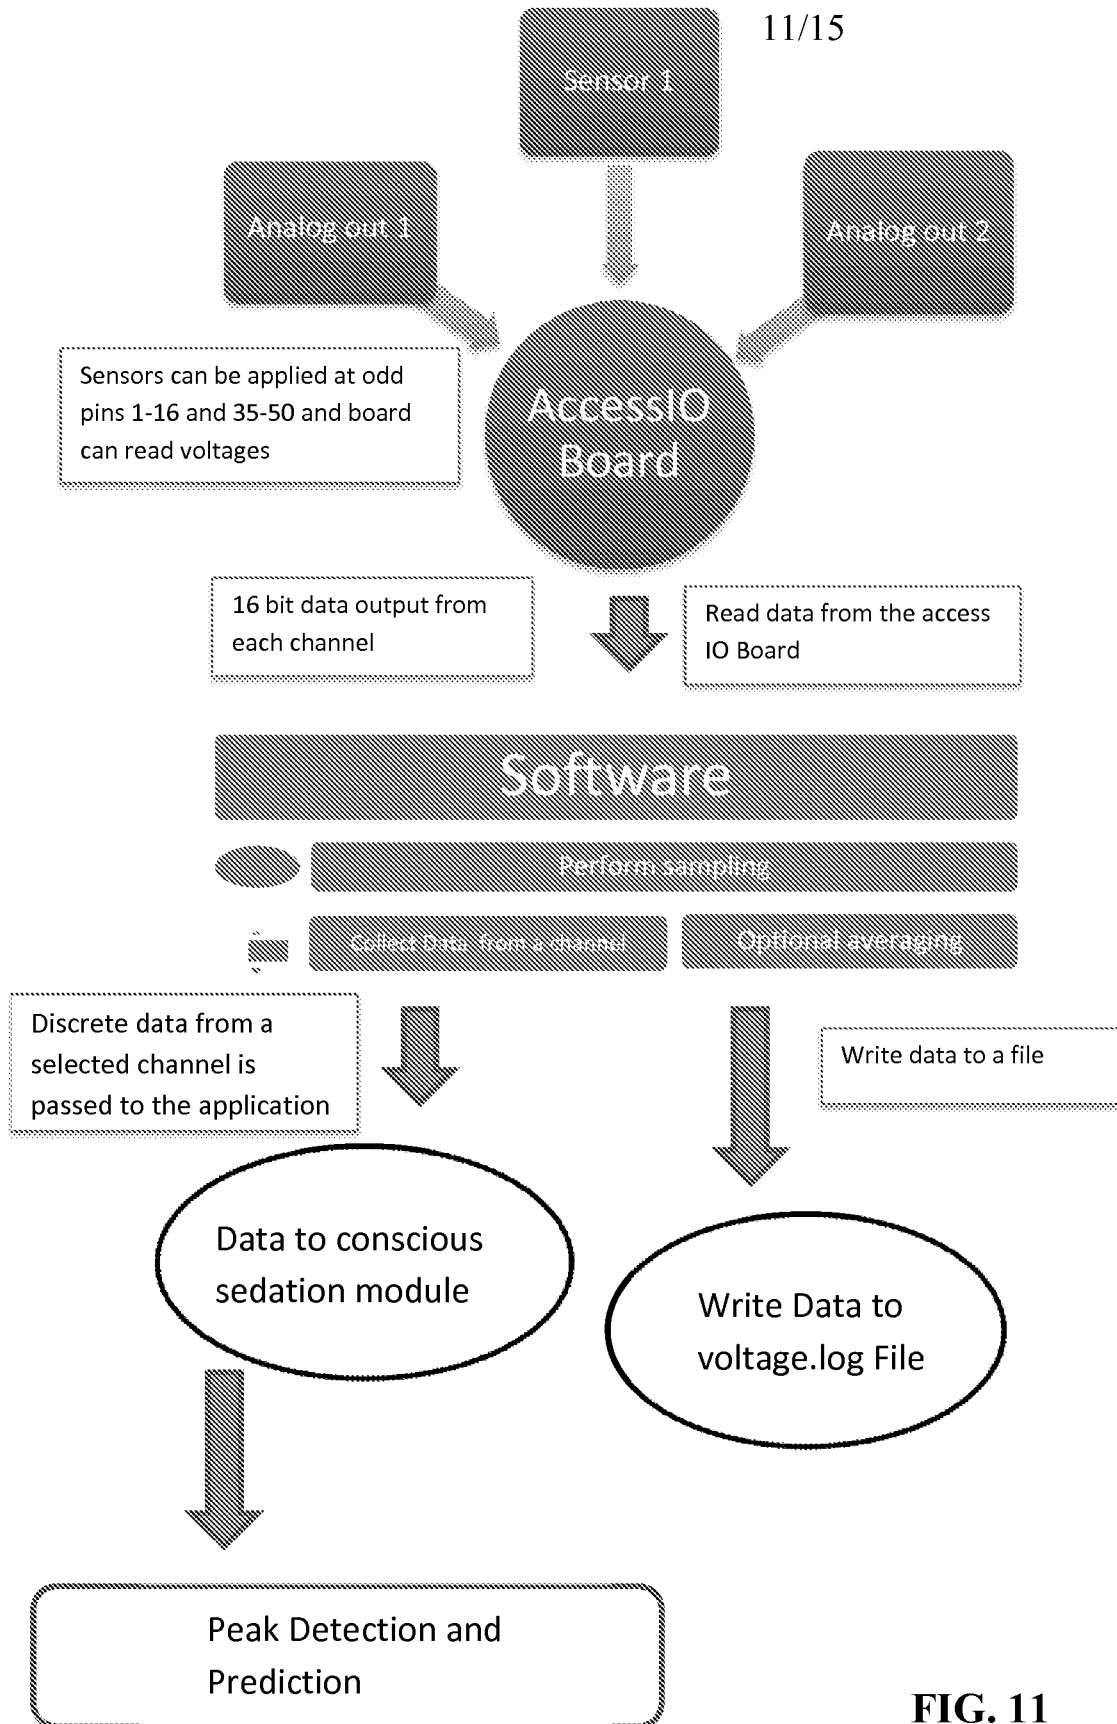 11/15
Sensor 1
Analog out 1
Analog out 2
Sensors can be applied at odd
pins 1-16 and 35-50 and board
can read voltages
AccessIO
Board
16 bit data output from
each channel
Read data from the access
IO Board
Software
Perform sampling
Collect Data from a channel
Optional averaging
Discrete data from a
selected channel is
passed to the application
Write data to a file
Data to conscious
sedation module
Write Data to
voltage.log File
Peak Detection and
Prediction
FIG. 11